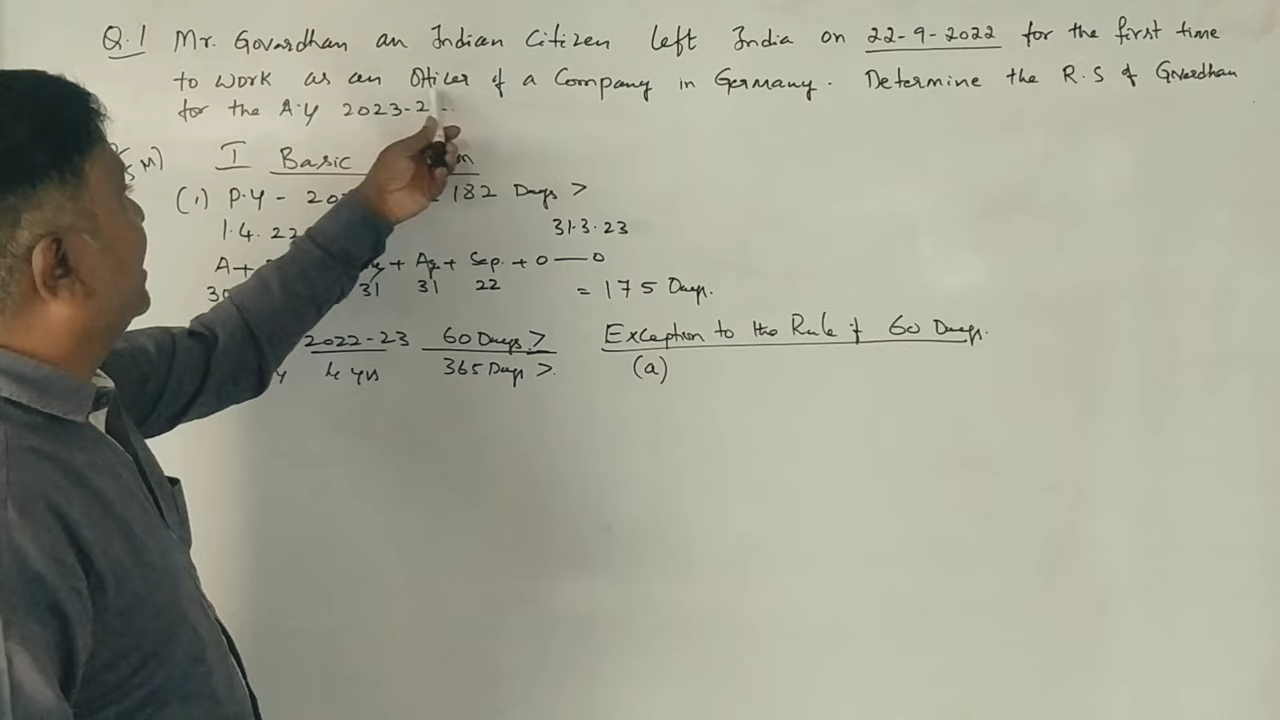 Q.1 Mr. Govardhan an Indian Citizen left India on 22-9-2022 for the first time
to work as an Officer of a Company in Germany. Determine the R.S of Govardhan
for the A.Y 2023-2
I Basic
(1) P.Y - 20 182 Days >
1.4.22 31.3.23
A+ + Ag + Sep. + 0 — 0
30 31 31 22 = 175 Days.
2022-23 60 Days > Exception to the Rule of 60 Days.
4 yrs 365 Days > (a)